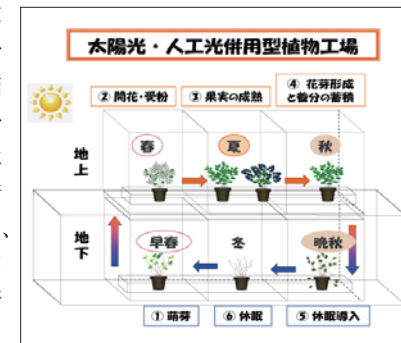 太陽光・人工光併用型植物工場
② 開花・受粉
③ 果実の成熟
④ 花芽形成
と養分の蓄積
地上
春
夏
秋
地下
早春
冬
晩秋
① 萌芽
⑥ 休眠
⑤ 休眠導入